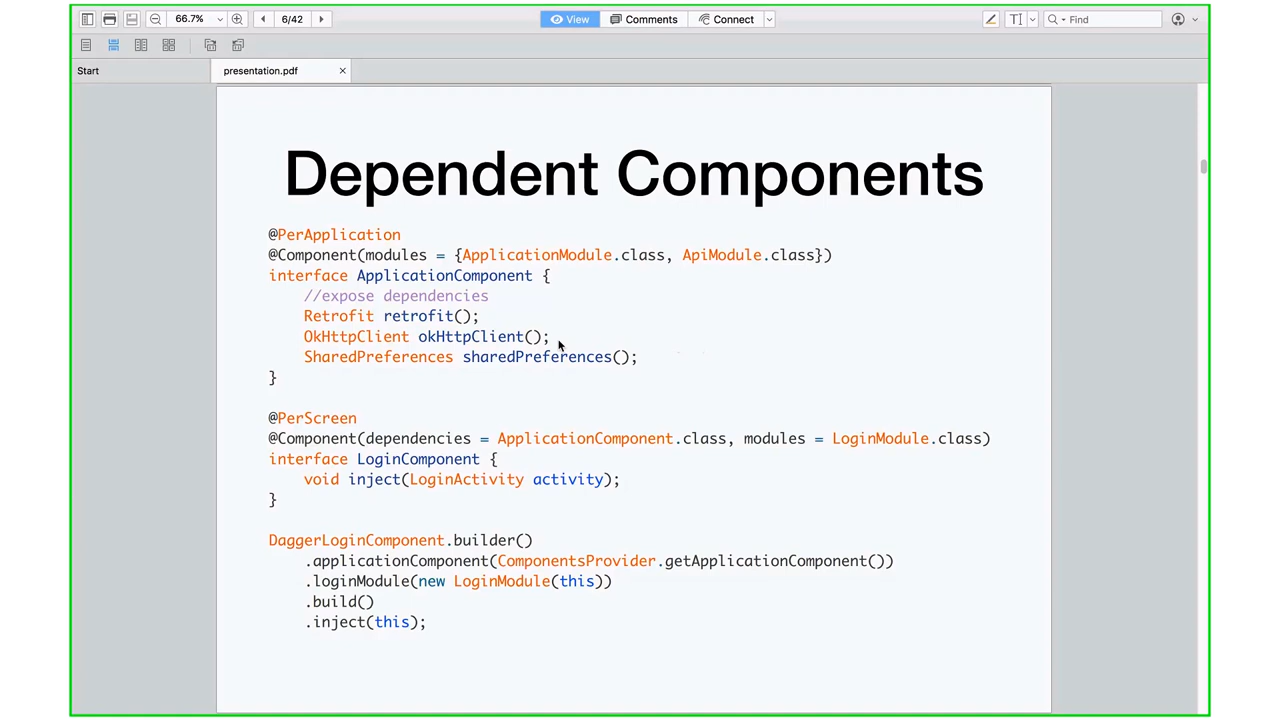 66.7%
6/42
View
Comments
Connect
Find
Start
presentation.pdf
Dependent Components
@PerApplication
@Component(modules = {ApplicationModule.class, ApiModule.class})
interface ApplicationComponent {
//expose dependencies
Retrofit retrofit();
OkHttpClient okHttpClient();
SharedPreferences sharedPreferences();
}
@PerScreen
@Component(dependencies = ApplicationComponent.class, modules = LoginModule.class)
interface LoginComponent {
void inject(LoginActivity activity);
}
DaggerLoginComponent.builder()
.applicationComponent(ComponentsProvider.getApplicationComponent())
.loginModule(new LoginModule(this))
.build()
.inject(this);